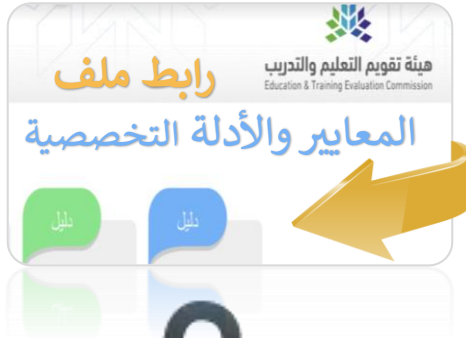 هيئة تقويم التعليم والتدريب
Education & Training Evaluation Commission
رابط ملف
المعايير والأدلة التخصصية
دليل
دليل